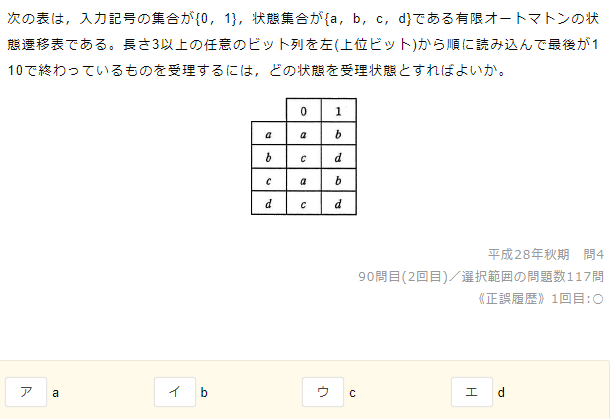 次の表は，入力記号の集合が{0，1}，状態集合が{a，b，c，d}である有限オートマトンの状
態遷移表である。長さ3以上の任意のビット列を左(上位ビット)から順に読み込んで最後が1
10で終わっているものを受理するには，どの状態を受理状態とすればよいか。
0 1
a a b
b c d
c a b
d c d
平成28年秋期　問4
90問目(2回目)／選択範囲の問題数117問
《正誤履歴》1回目:○
ア a イ b ウ c エ d